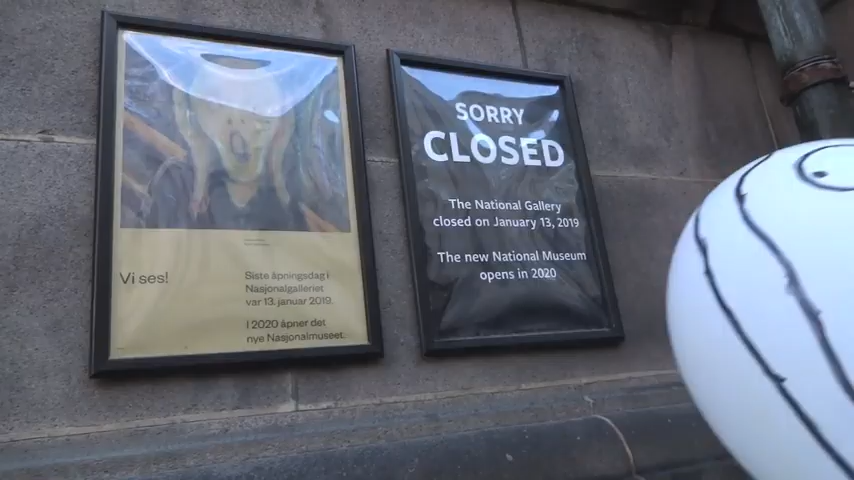 Vi ses!
Siste åpningsdag i
Nasjonalgalleriet
var 13. januar 2019.
I 2020 åpner det
nye Nasjonalmuseet.
SORRY
CLOSED
The National Gallery
closed on January 13, 2019
The new National Museum
opens in 2020